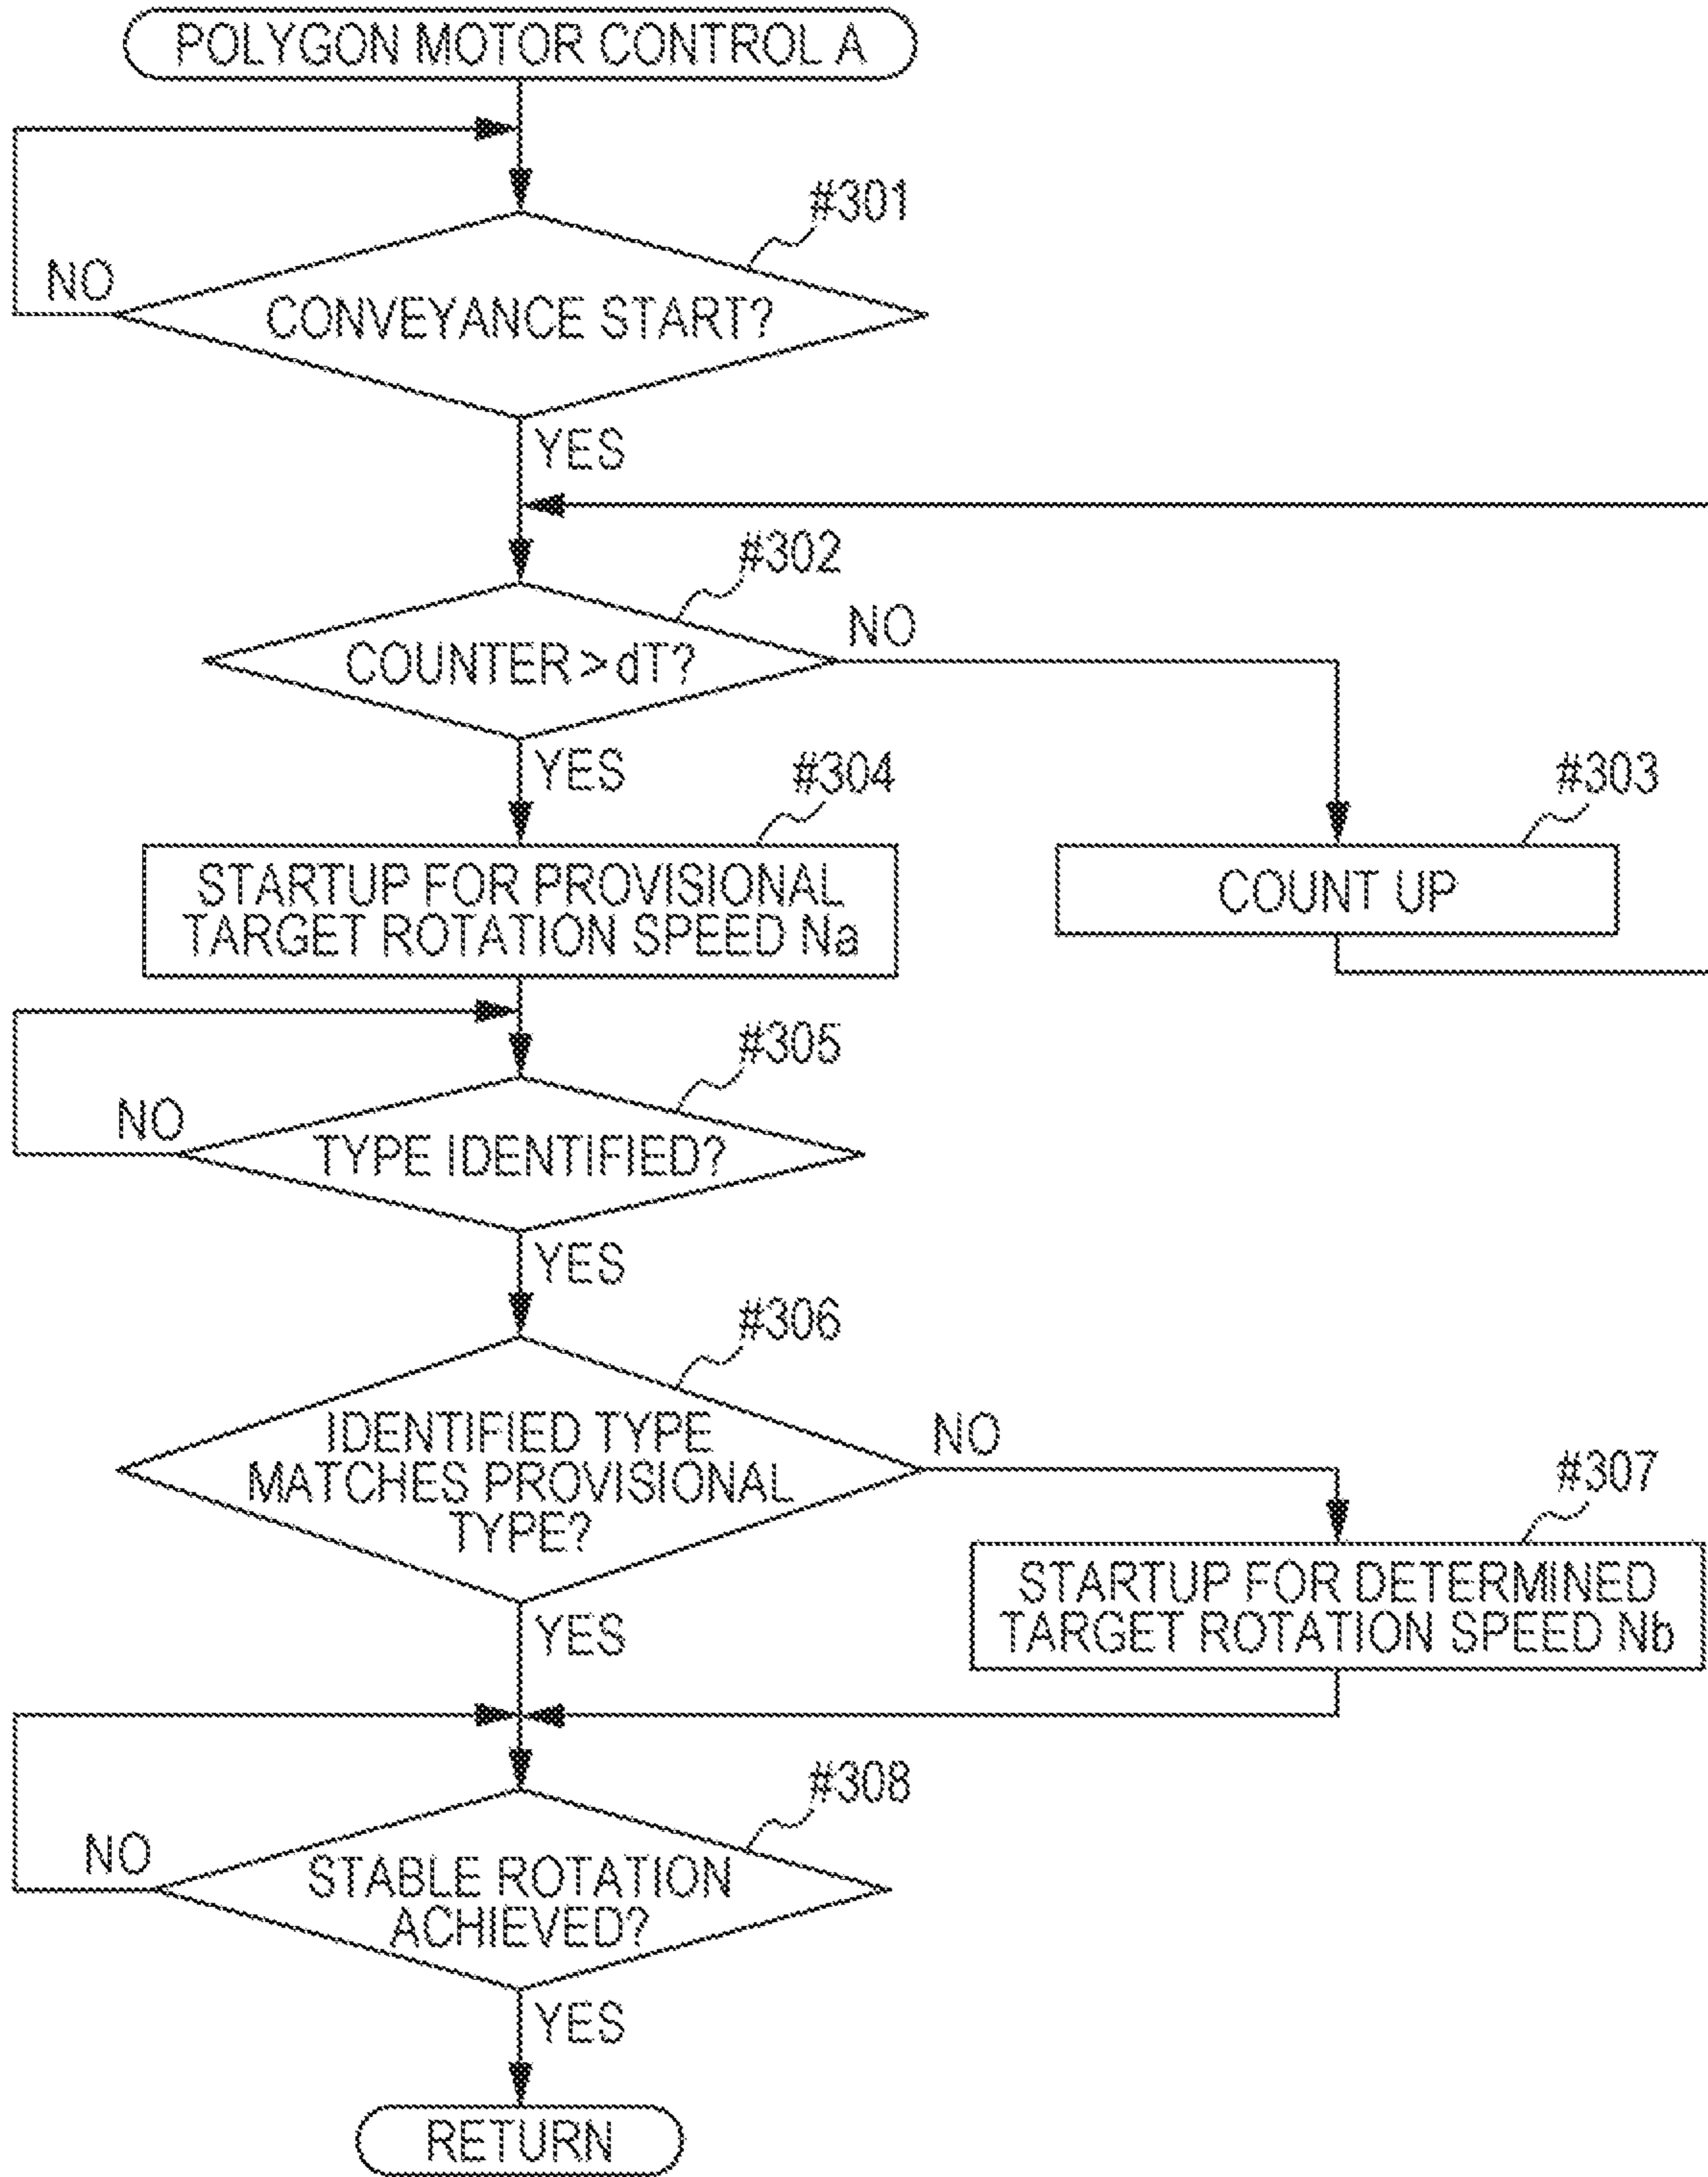 POLYGON MOTOR CONTROL A
#301
NO
CONVEYANCE START?
YES
#302
NO
COUNTER > dT?
YES
#304
#303
STARTUP FOR PROVISIONAL
TARGET ROTATION SPEED Na
COUNT UP
#305
NO
TYPE IDENTIFIED?
YES
#306
IDENTIFIED TYPE
MATCHES PROVISIONAL
TYPE?
NO
#307
STARTUP FOR DETERMINED
TARGET ROTATION SPEED Nb
YES
#308
NO
STABLE ROTATION
ACHIEVED?
YES
RETURN